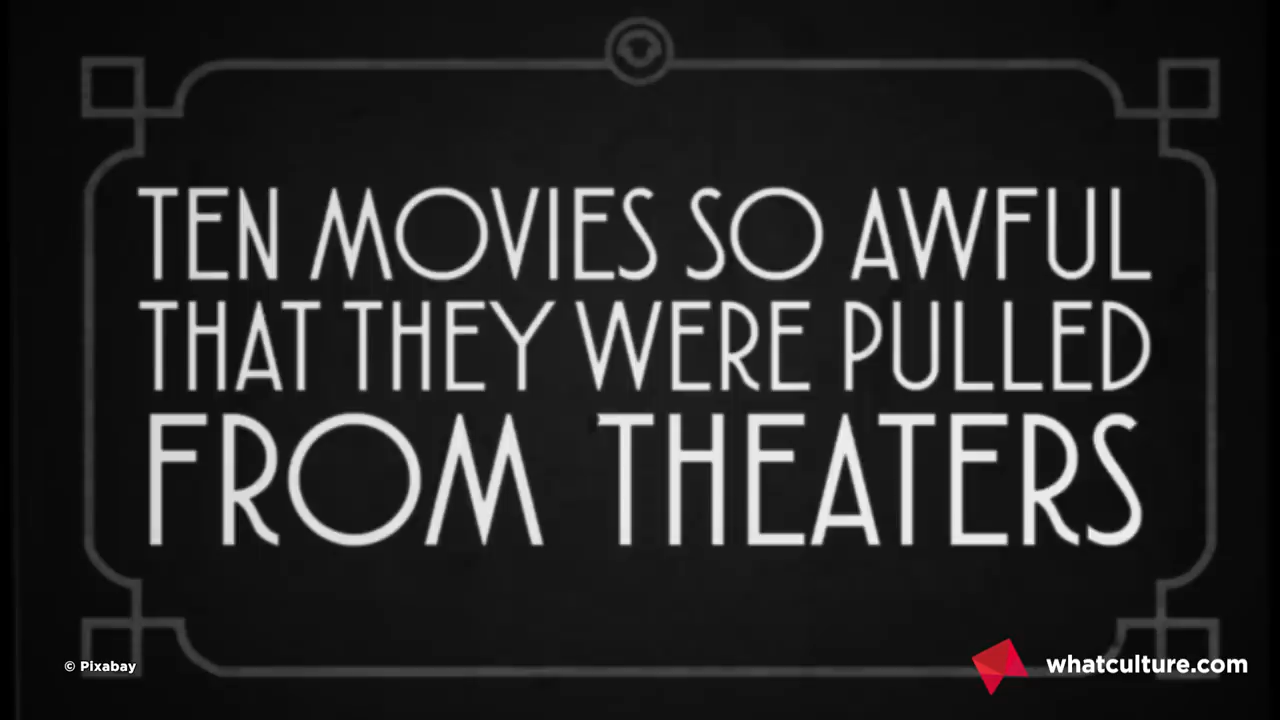 TEN MOVIES SO AWFUL
THAT THEY WERE PULLED
FROM THEATERS
© Pixabay
whatculture.com